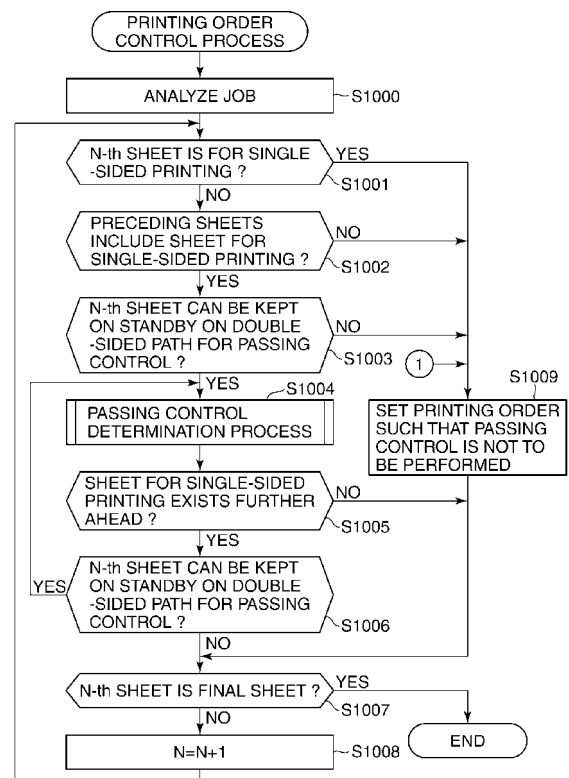 PRINTING ORDER
CONTROL PROCESS
ANALYZE JOB
S1000
N-th SHEET IS FOR SINGLE
-SIDED PRINTING ?
YES
S1001
NO
PRECEDING SHEETS
INCLUDE SHEET FOR
SINGLE-SIDED PRINTING ?
NO
S1002
YES
N-th SHEET CAN BE KEPT
ON STANDBY ON DOUBLE
-SIDED PATH FOR PASSING
CONTROL ?
NO
S1003
1
YES
S1004
S1009
PASSING CONTROL
DETERMINATION PROCESS
SET PRINTING ORDER
SUCH THAT PASSING
CONTROL IS NOT TO
BE PERFORMED
SHEET FOR SINGLE-SIDED
PRINTING EXISTS FURTHER
AHEAD ?
NO
S1005
YES
N-th SHEET CAN BE KEPT
ON STANDBY ON DOUBLE
-SIDED PATH FOR PASSING
CONTROL ?
YES
S1006
NO
N-th SHEET IS FINAL SHEET ?
YES
S1007
NO
END
N=N+1
S1008